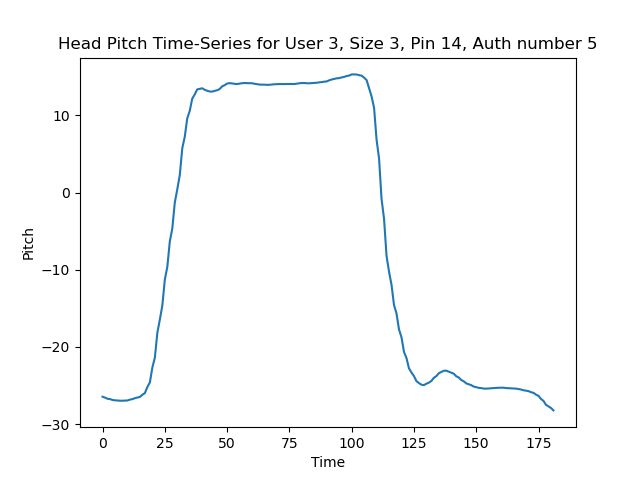 Head Pitch Time-Series for User 3, Size 3, Pin 14, Auth number 5
10
0
−10
−20
−30
Pitch
0 25 50 75 100 125 150 175
Time